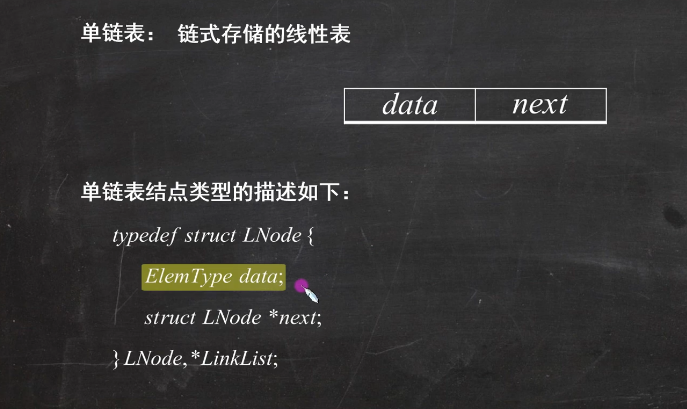 单链表： 链式存储的线性表
data next
单链表结点类型的描述如下：
typedef struct LNode{
ElemType data;
struct LNode *next;
}LNode,*LinkList;